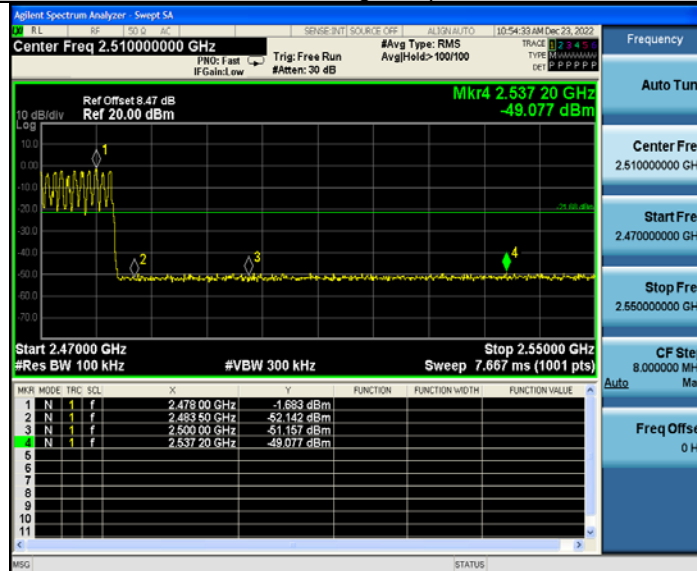 Agilent Spectrum Analyzer - Swept SA
RL RF 50 Ω AC SENSE:INT SOURCE OFF ALIGN AUTO 10:54:33 AM Dec 23, 2022
Center Freq 2.510000000 GHz
PNO: Fast
IFGain:Low
Trig: Free Run
#Atten: 30 dB
#Avg Type: RMS
Avg|Hold:> 100/100
TRACE 1 2 3 4 5 6
TYPE
DET P P P P P P
Ref Offset 8.47 dB
Ref 20.00 dBm
10 dB/div
Log
Mkr4 2.537 20 GHz
-49.077 dBm
10.0
0.00
-10.0
-20.0
-30.0
-40.0
-50.0
-60.0
-70.0
1
2
3
4
-21.68 dBm
Start 2.47000 GHz Stop 2.55000 GHz
#Res BW 100 kHz #VBW 300 kHz Sweep 7.667 ms (1001 pts)
MKR MODE TRC SCL X Y FUNCTION FUNCTION WIDTH FUNCTION VALUE
1 N 1 f 2.478 00 GHz -1.683 dBm
2 N 1 f 2.483 50 GHz -52.142 dBm
3 N 1 f 2.500 00 GHz -51.157 dBm
4 N 1 f 2.537 20 GHz -49.077 dBm
5
6
7
8
9
10
11
MSG STATUS
Frequency
Auto Tun
Center Fre
2.510000000 GH
Start Fre
2.470000000 GH
Stop Fre
2.550000000 GH
CF Ste
8.000000 MH
Auto Ma
Freq Offse
0 H